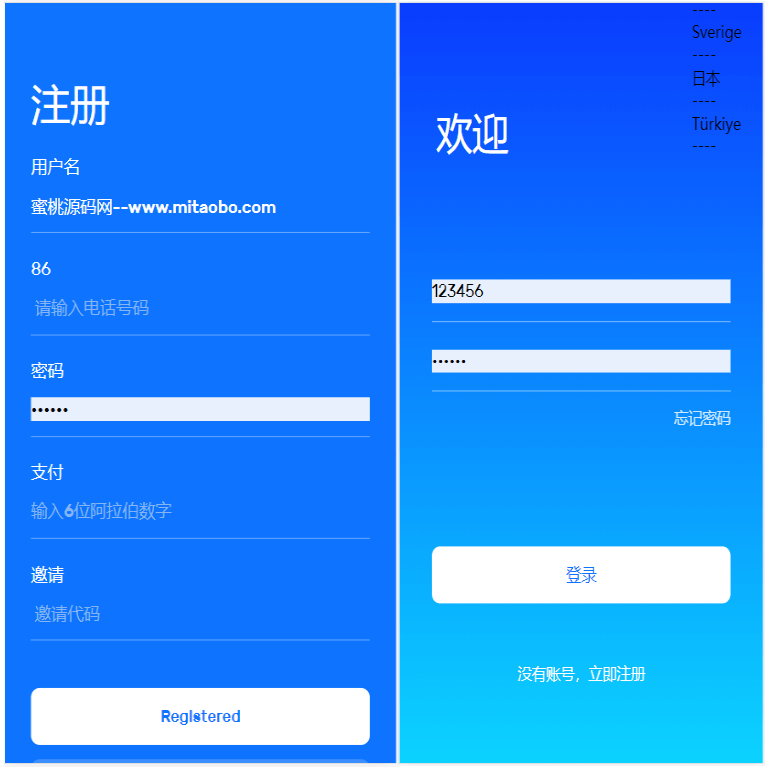 注册
用户名
蜜桃源码网--www.mitaobo.com
86
请输入电话号码
密码
••••••
支付
输入6位阿拉伯数字
邀请
邀请代码
Registered
----
Sverige
----
日本
----
Türkiye
----
欢迎
123456
••••••
忘记密码
登录
没有账号，立即注册